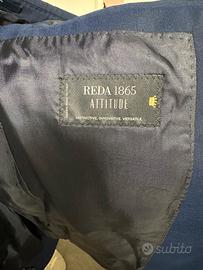 REDA 1865
ATTITUDE
DISTINCTIVE, INNOVATIVE, VERSATILE.
subito